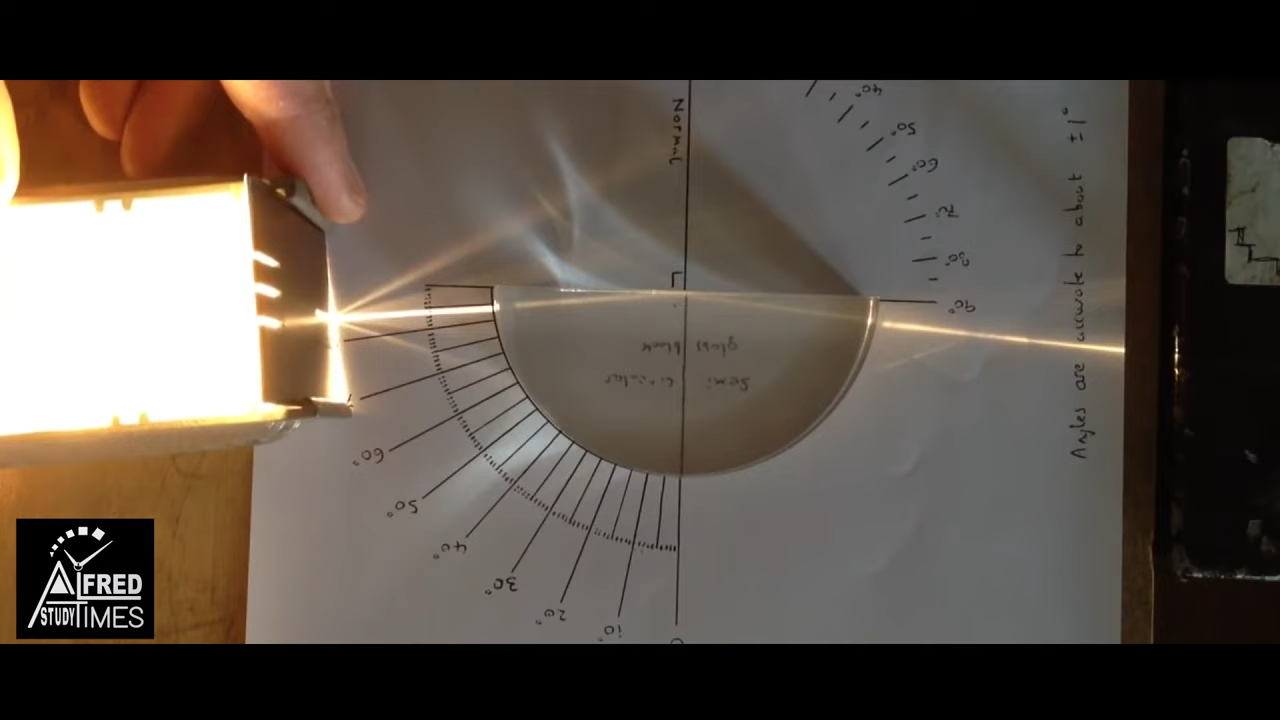 Normal
40°
50°
60°
70°
80°
90°
Angles are accurate to about ±1°
Semi circular
glass block
60°
50°
40°
30°
20°
10°
ALFRED
STUDY TIMES